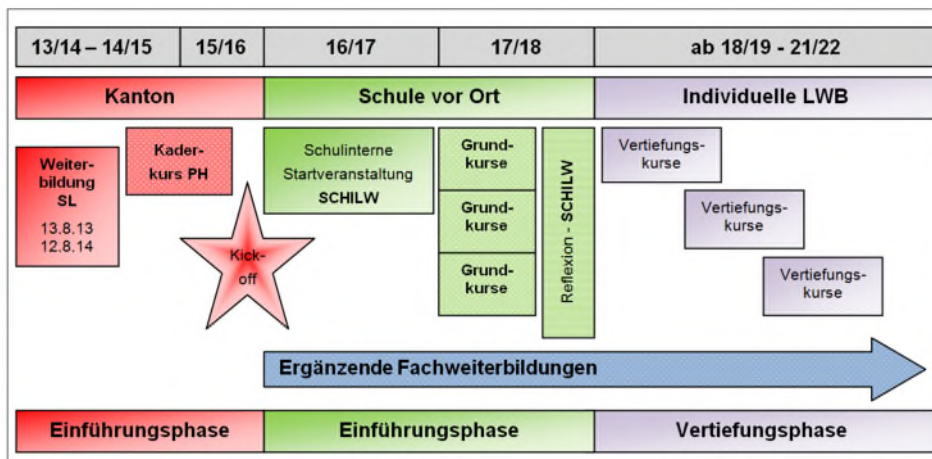 13/14 – 14/15
15/16
16/17
17/18
ab 18/19 - 21/22
Kanton
Schule vor Ort
Individuelle LWB
Weiter-
bildung
SL
13.8.13
12.8.14
Kader-
kurs PH
Kick-
off
Schulinterne
Startveranstaltung
SCHILW
Grund-
kurse
Grund-
kurse
Grund-
kurse
Reflexion - SCHILW
Vertiefungs-
kurse
Vertiefungs-
kurse
Vertiefungs-
kurse
Ergänzende Fachweiterbildungen
Einführungsphase
Einführungsphase
Vertiefungsphase